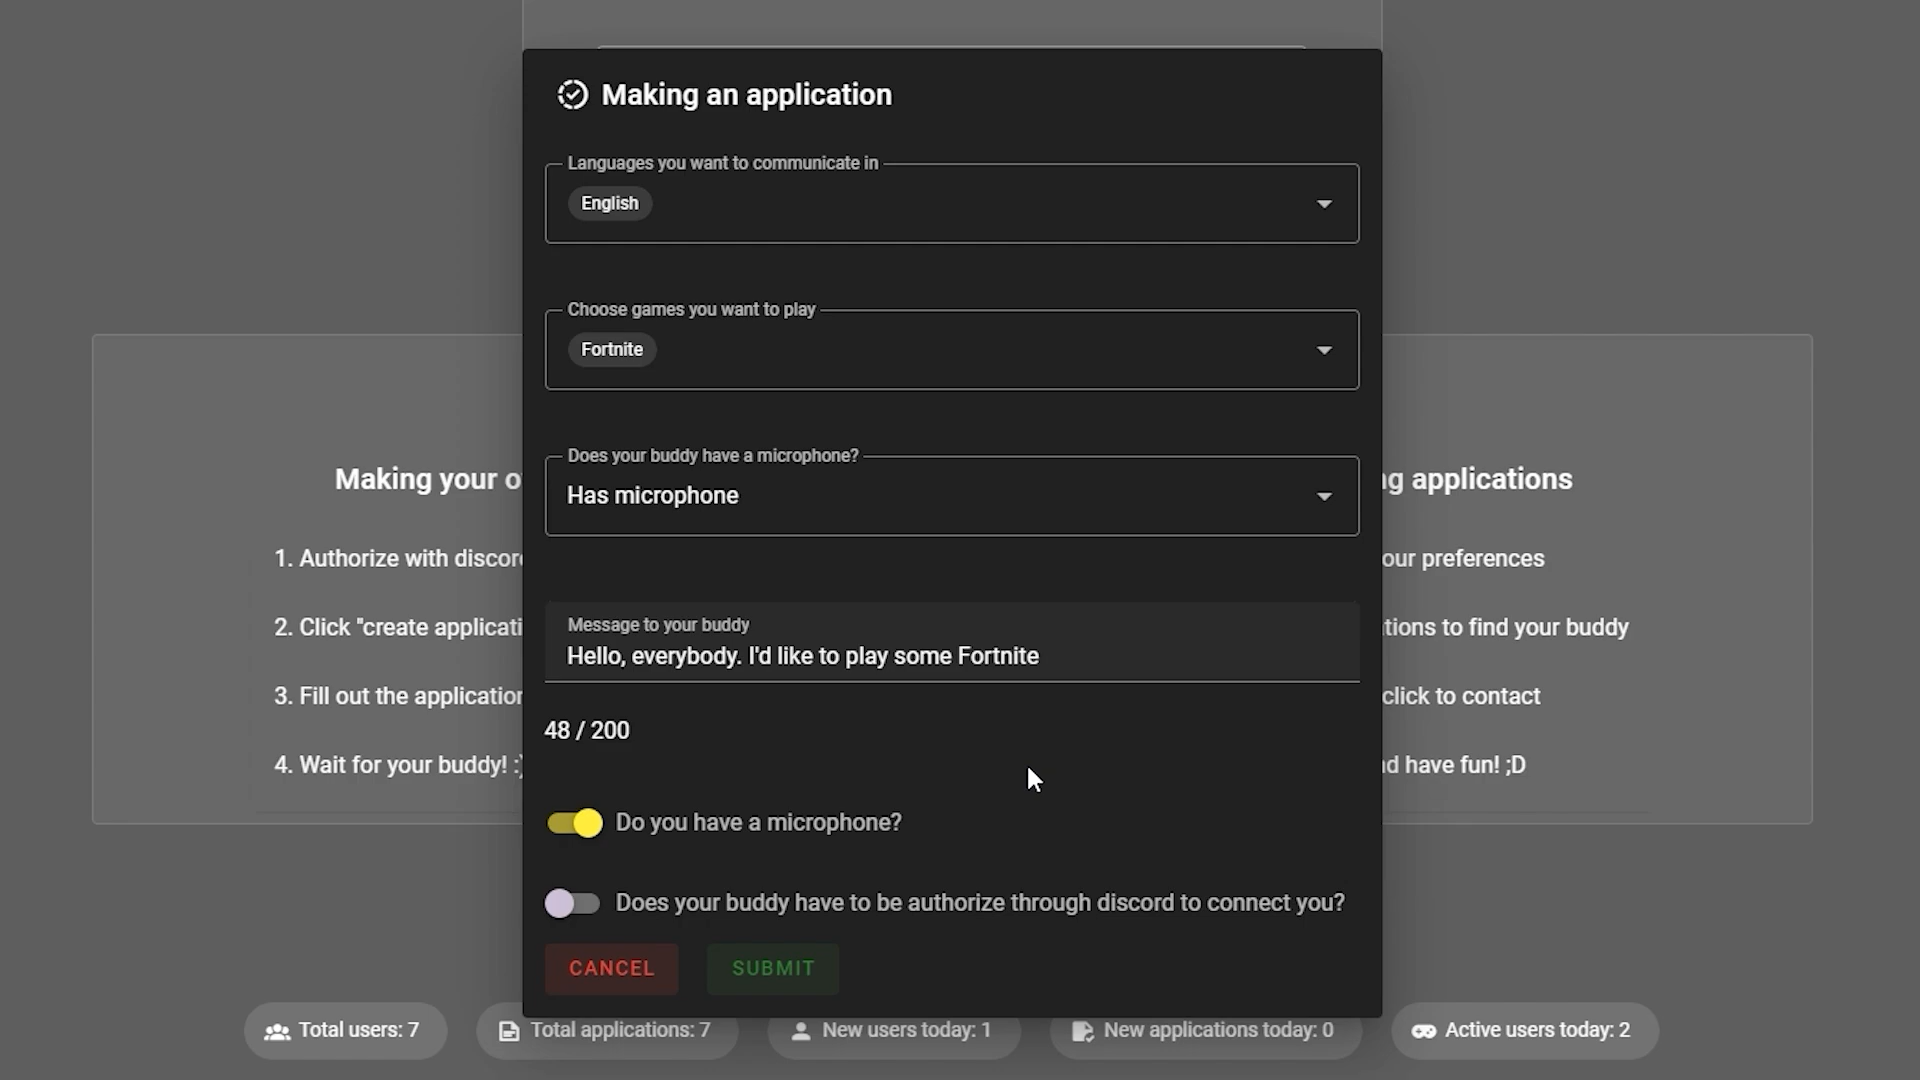 Making an application
Languages you want to communicate in
English
Choose games you want to play
Fortnite
Does your buddy have a microphone?
Has microphone
Message to your buddy
Hello, everybody. I'd like to play some Fortnite
48 / 200
Do you have a microphone?
Does your buddy have to be authorize through discord to connect you?
CANCEL
SUBMIT
Making your
1. Authorize with discord
2. Click "create
3. Fill out the application
4. Wait for your buddy! :)
applications
our preferences
to find your buddy
click to contact
have fun! ;D
Total users: 7
Total applications: 7
New users today: 1
New applications today: 0
Active users today: 2